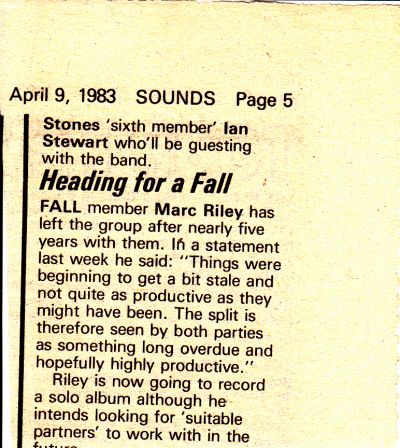 April 9, 1983 SOUNDS Page 5
Stones 'sixth member' Ian
Stewart who'll be guesting
with the band.
Heading for a Fall
FALL member Marc Riley has
left the group after nearly five
years with them. In a statement
last week he said: "Things were
beginning to get a bit stale and
not quite as productive as they
might have been. The split is
therefore seen by both parties
as something long overdue and
hopefully highly productive."
Riley is now going to record
a solo album although he
intends looking for 'suitable
partners' to work with in the
future